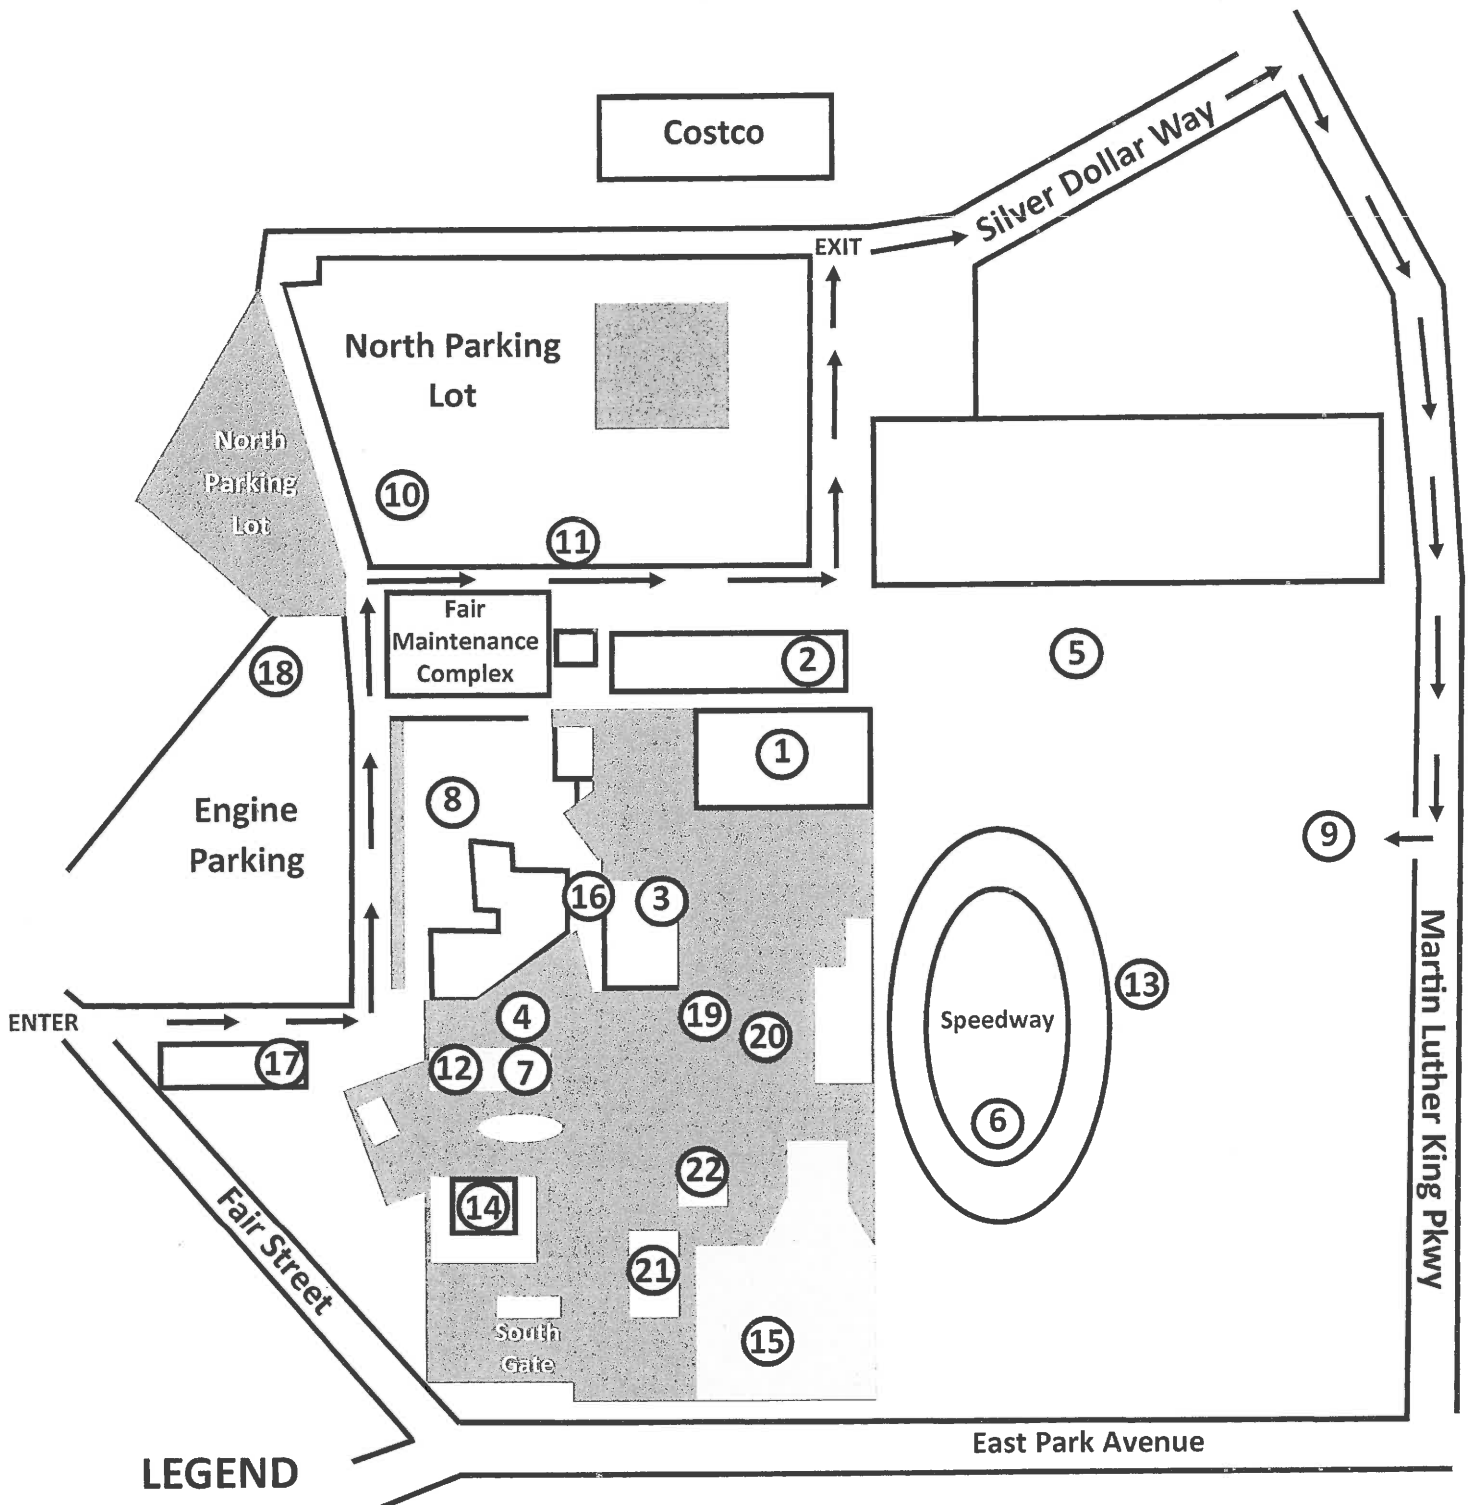 Costco
Silver Dollar Way
EXIT
North Parking
Lot
North
Parking
Lot
10
11
Fair
Maintenance
Complex
2
5
18
1
8
Engine
Parking
9
16
3
Martin Luther King Pkwy
13
ENTER
4
19
20
Speedway
17
12
7
6
22
14
Fair Street
21
South
Gate
15
East Park Avenue
LEGEND